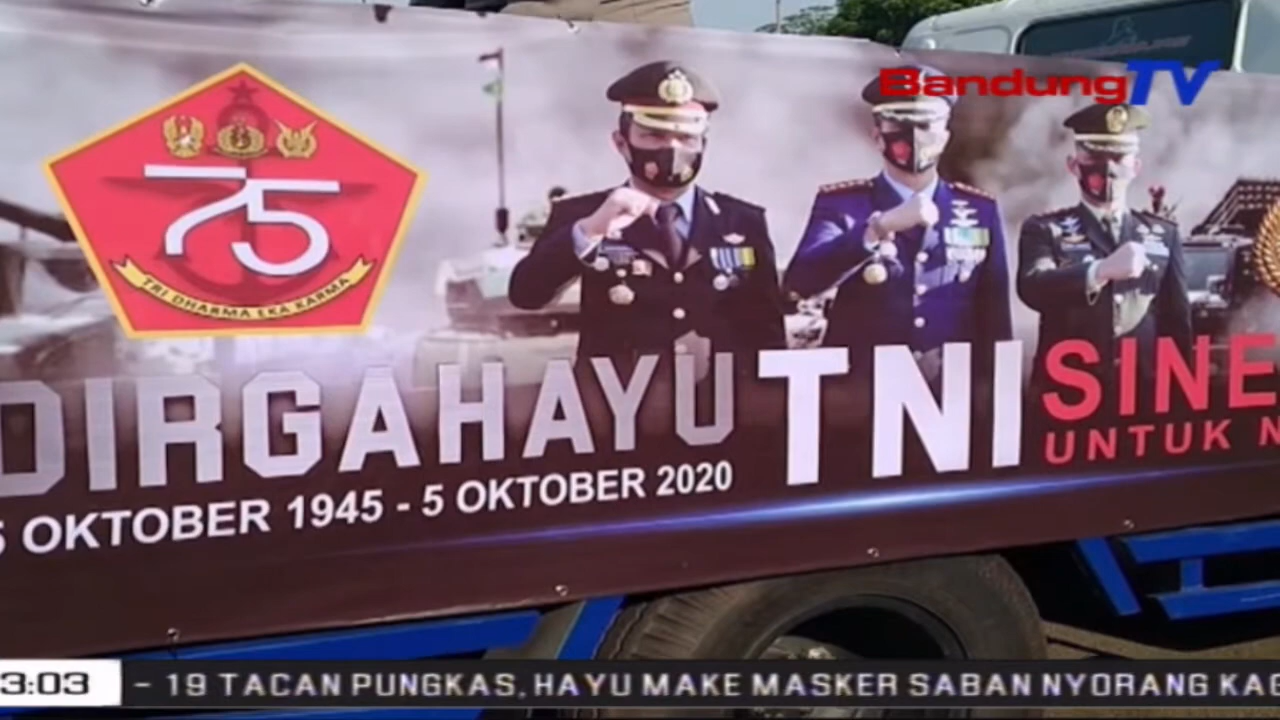 BandungTV
75
TRI DHARMA EKA KARMA
DIRGAHAYU TNI
5 OKTOBER 1945 - 5 OKTOBER 2020
SINE
UNTUK N
3:03
- 19 TACAN PUNGKAS, HAYU MAKE MASKER SABAN NYORANG KAG